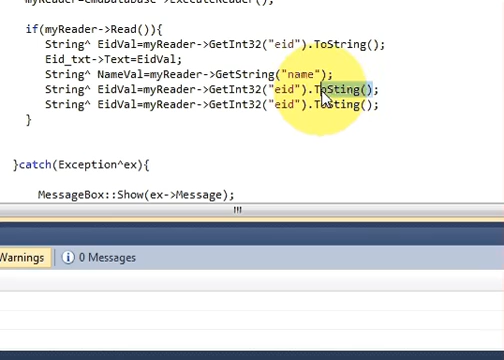 myReader=cmdDataBase->ExecuteReader();
if(myReader->Read()){
String^ EidVal=myReader->GetInt32("eid").ToString();
Eid_txt->Text=EidVal;
String^ NameVal=myReader->GetString("name");
String^ EidVal=myReader->GetInt32("eid").ToSting();
String^ EidVal=myReader->GetInt32("eid").ToSting();
}
}catch(Exception^ex){
MessageBox::Show(ex->Message);
Warnings
0 Messages